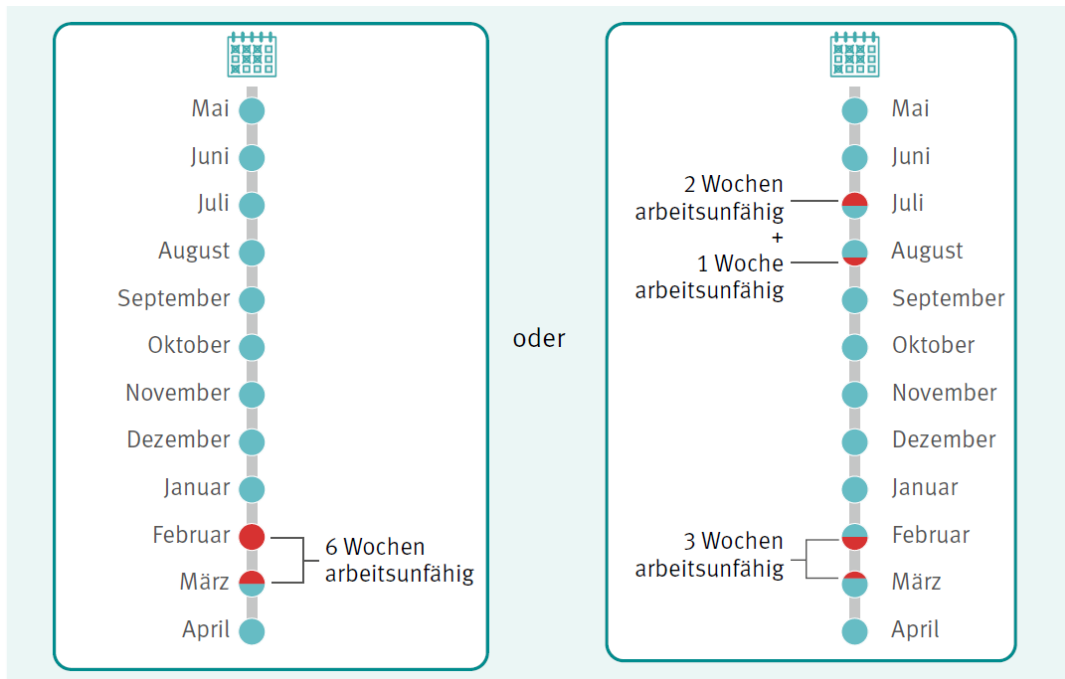 Mai
Juni
Juli
August
September
Oktober
November
Dezember
Januar
Februar
März
April
6 Wochen
arbeitsunfähig
oder
Mai
Juni
2 Wochen
arbeitsunfähig
+
1 Woche
arbeitsunfähig
Juli
August
September
Oktober
November
Dezember
Januar
3 Wochen
arbeitsunfähig
Februar
März
April